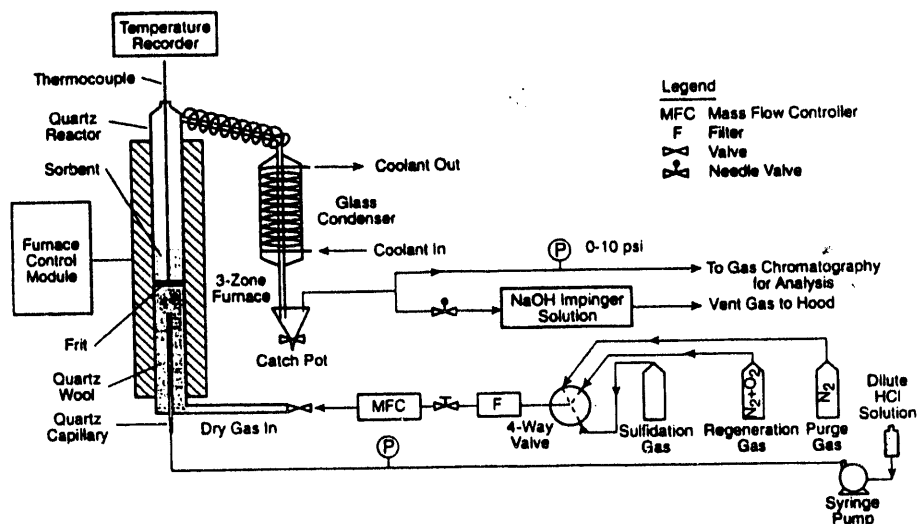 Temperature
Recorder
Thermocouple
Quartz
Reactor
Sorbent
Furnace
Control
Module
Frit
Quartz
Wool
Quartz
Capillary
Coolant Out
Glass
Condenser
Coolant In
3-Zone
Furnace
Catch Pot
Legend
MFC Mass Flow Controller
F Filter
Valve
Needle Valve
P 0-10 psi
To Gas Chromatography
for Analysis
NaOH Impinger
Solution
Vent Gas to Hood
Dry Gas In
MFC
F
4-Way
Valve
Sulfidation
Gas
N2+O2
Regeneration
Gas
N2
Purge
Gas
Dilute
HCl
Solution
P
Syringe
Pump